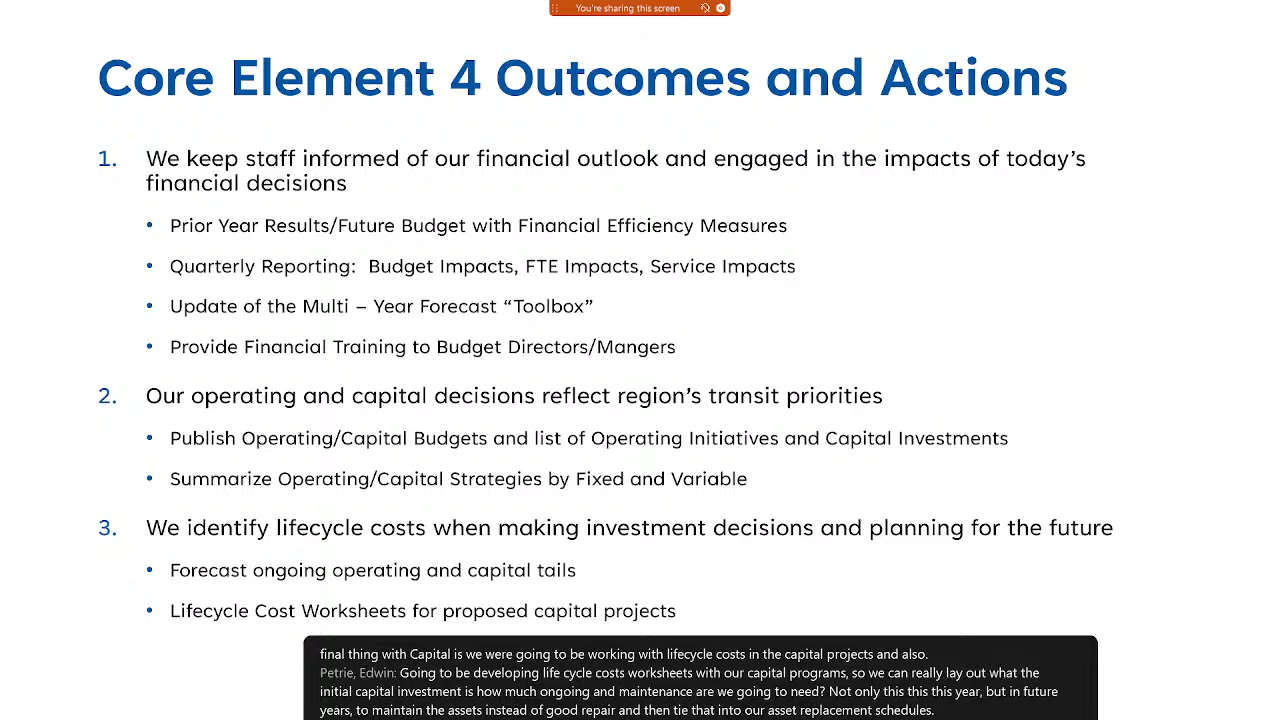 You're sharing this screen
Core Element 4 Outcomes and Actions
1. We keep staff informed of our financial outlook and engaged in the impacts of today's
financial decisions
• Prior Year Results/Future Budget with Financial Efficiency Measures
• Quarterly Reporting: Budget Impacts, FTE Impacts, Service Impacts
• Update of the Multi – Year Forecast “Toolbox”
• Provide Financial Training to Budget Directors/Mangers
2. Our operating and capital decisions reflect region's transit priorities
• Publish Operating/Capital Budgets and list of Operating Initiatives and Capital Investments
• Summarize Operating/Capital Strategies by Fixed and Variable
3. We identify lifecycle costs when making investment decisions and planning for the future
• Forecast ongoing operating and capital tails
• Lifecycle Cost Worksheets for proposed capital projects
final thing with Capital is we were going to be working with lifecycle costs in the capital projects and also.
Petrie, Edwin: Going to be developing life cycle costs worksheets with our capital programs, so we can really lay out what the
initial capital investment is how much ongoing and maintenance are we going to need? Not only this this this year, but in future
years, to maintain the assets instead of good repair and then tie that into our asset replacement schedules.